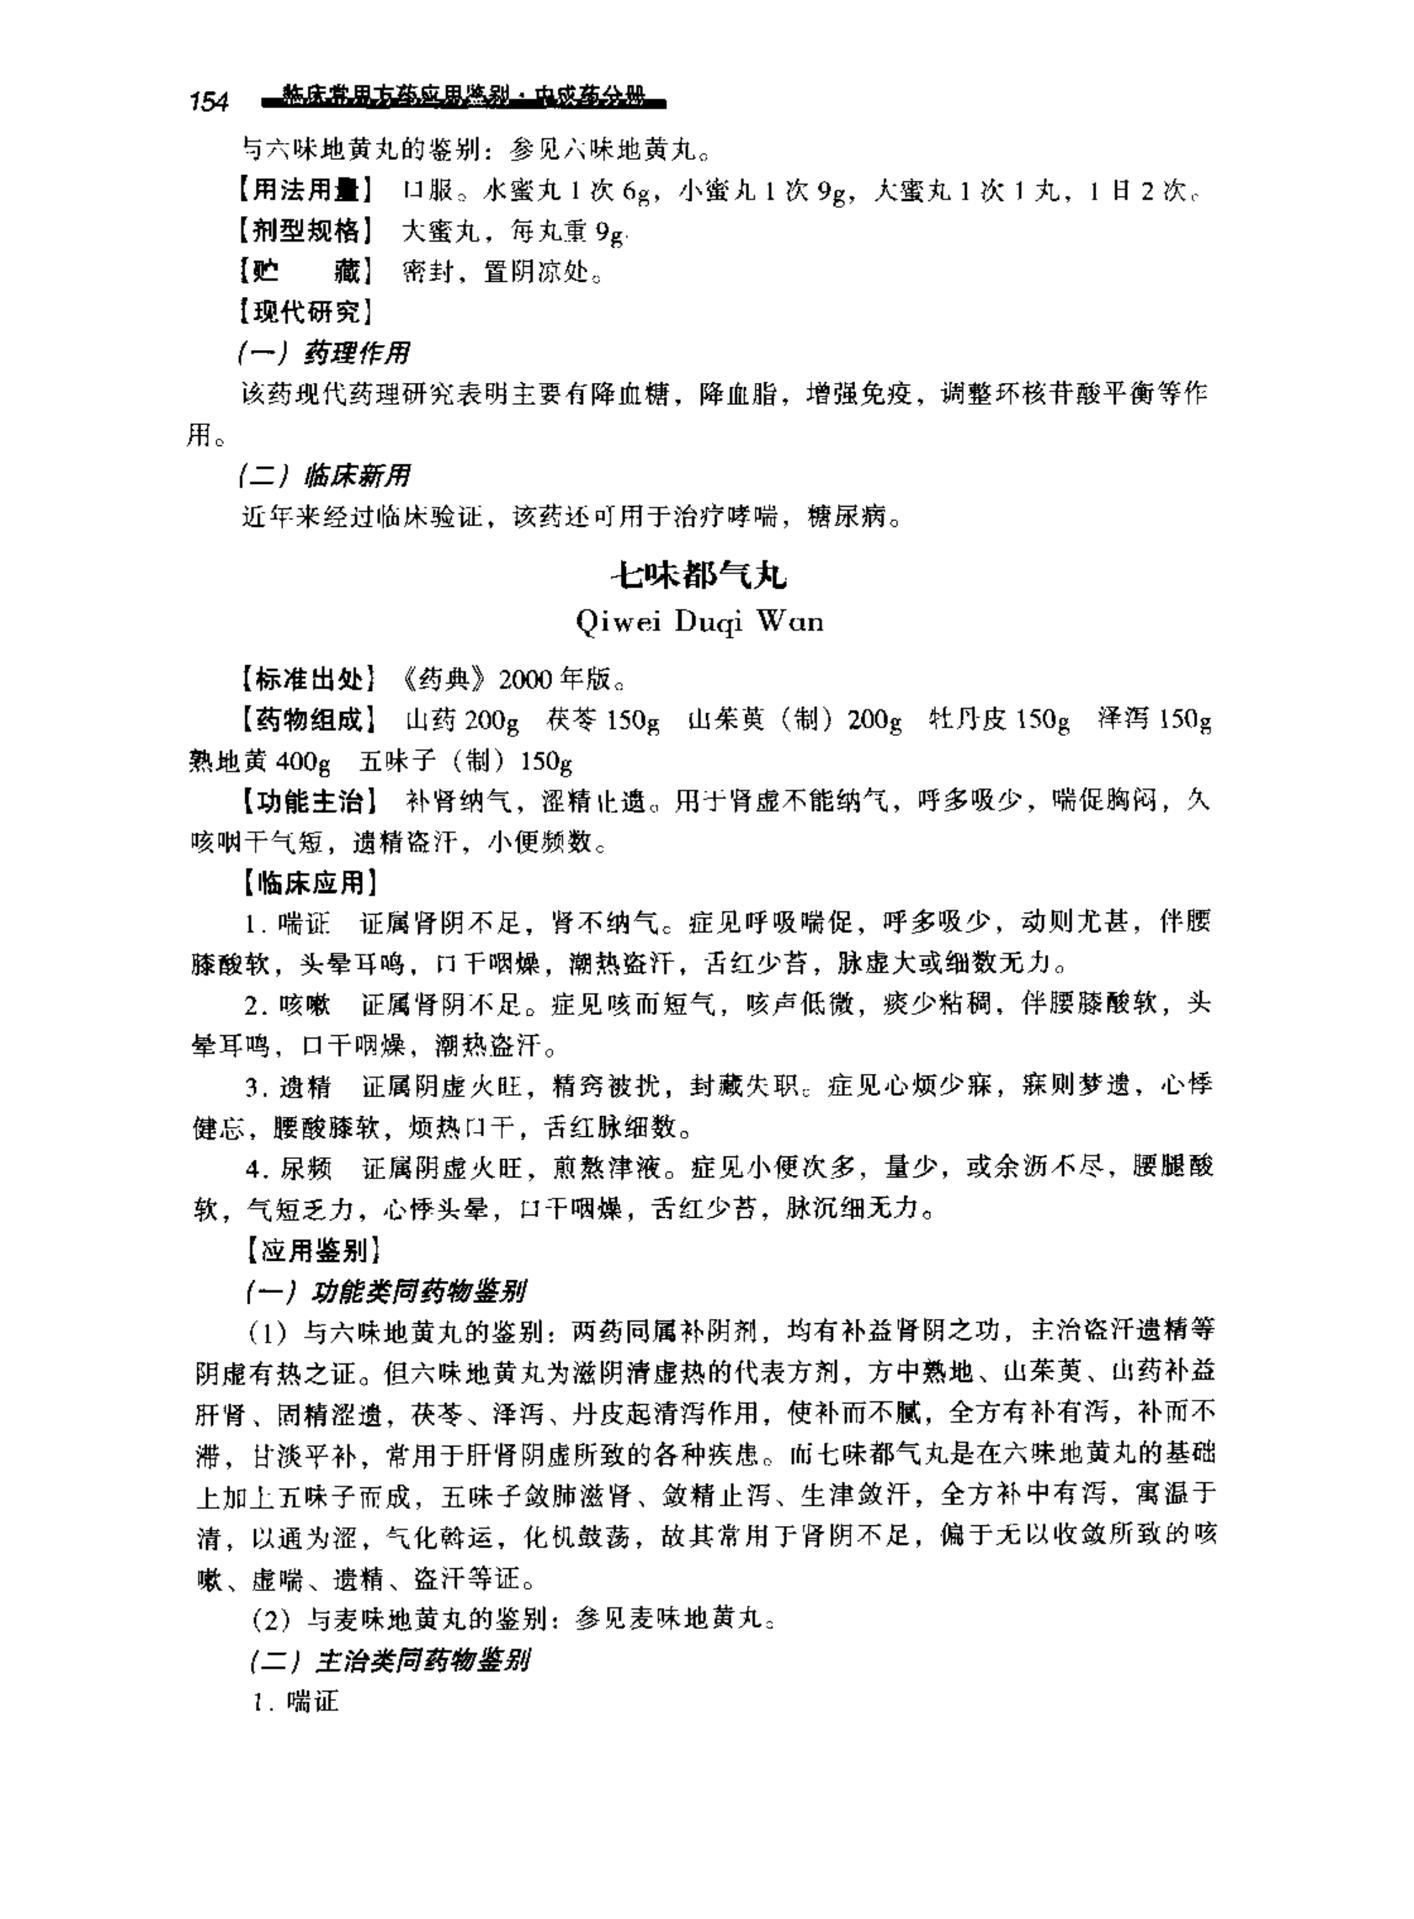 154 临床常用方药应用鉴别·中成药分册
与六味地黄丸的鉴别：参见六味地黄丸。
【用法用量】 口服。水蜜丸1次6g，小蜜丸1次9g，大蜜丸1次1丸，1日2次。
【剂型规格】 大蜜丸，每丸重9g.
【贮 藏】 密封，置阴凉处。
【现代研究】
(一) 药理作用
该药现代药理研究表明主要有降血糖，降血脂，增强免疫，调整环核苷酸平衡等作
用。
(二) 临床新用
近年来经过临床验证，该药还可用于治疗哮喘，糖尿病。
七味都气丸
Qiwei Duqi Wan
【标准出处】 《药典》2000年版。
【药物组成】 山药200g 茯苓150g 山茱萸（制）200g 牡丹皮150g 泽泻150g
熟地黄400g 五味子（制）150g
【功能主治】 补肾纳气，涩精止遗。用于肾虚不能纳气，呼多吸少，喘促胸闷，久
咳咽干气短，遗精盗汗，小便频数。
【临床应用】
1. 喘证 证属肾阴不足，肾不纳气。症见呼吸喘促，呼多吸少，动则尤甚，伴腰
膝酸软，头晕耳鸣，口干咽燥，潮热盗汗，舌红少苔，脉虚大或细数无力。
2. 咳嗽 证属肾阴不足。症见咳而短气，咳声低微，痰少粘稠，伴腰膝酸软，头
晕耳鸣，口干咽燥，潮热盗汗。
3. 遗精 证属阴虚火旺，精窍被扰，封藏失职。症见心烦少寐，寐则梦遗，心悸
健忘，腰酸膝软，烦热口干，舌红脉细数。
4. 尿频 证属阴虚火旺，煎熬津液。症见小便次多，量少，或余沥不尽，腰腿酸
软，气短乏力，心悸头晕，口干咽燥，舌红少苔，脉沉细无力。
【应用鉴别】
(一) 功能类同药物鉴别
（1）与六味地黄丸的鉴别：两药同属补阴剂，均有补益肾阴之功，主治盗汗遗精等
阴虚有热之证。但六味地黄丸为滋阴清虚热的代表方剂，方中熟地、山茱萸、山药补益
肝肾、固精涩遗，茯苓、泽泻、丹皮起清泻作用，使补而不腻，全方有补有泻，补而不
滞，甘淡平补，常用于肝肾阴虚所致的各种疾患。而七味都气丸是在六味地黄丸的基础
上加上五味子而成，五味子敛肺滋肾、敛精止泻、生津敛汗，全方补中有泻，寓温于
清，以通为涩，气化斡运，化机鼓荡，故其常用于肾阴不足，偏于无以收敛所致的咳
嗽、虚喘、遗精、盗汗等证。
（2）与麦味地黄丸的鉴别：参见麦味地黄丸。
(二) 主治类同药物鉴别
1. 喘证